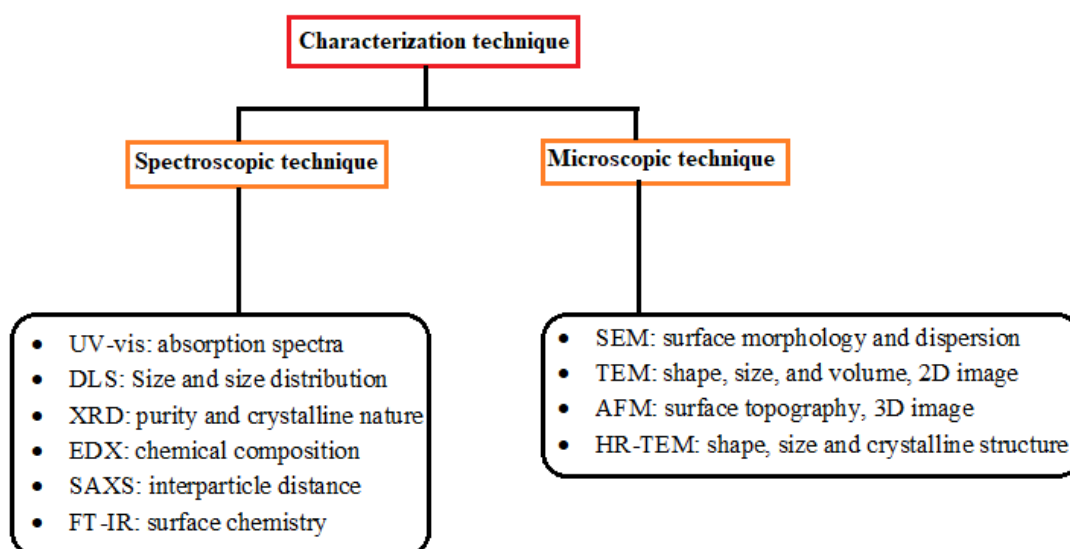 Characterization technique
Spectroscopic technique
Microscopic technique
• UV-vis: absorption spectra
• DLS: Size and size distribution
• XRD: purity and crystalline nature
• EDX: chemical composition
• SAXS: interparticle distance
• FT-IR: surface chemistry
• SEM: surface morphology and dispersion
• TEM: shape, size, and volume, 2D image
• AFM: surface topography, 3D image
• HR-TEM: shape, size and crystalline structure